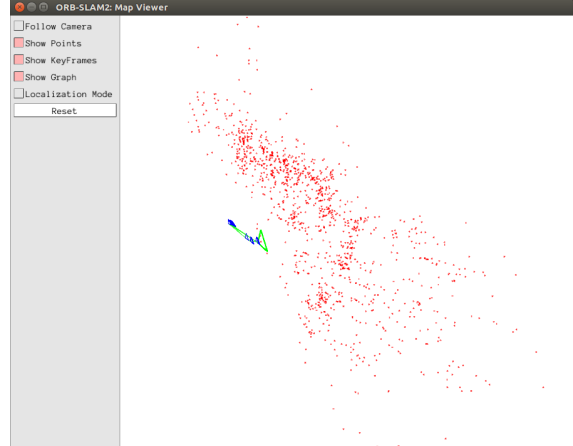 ORB-SLAM2: Map Viewer
Follow Camera
Show Points
Show KeyFrames
Show Graph
Localization Mode
Reset